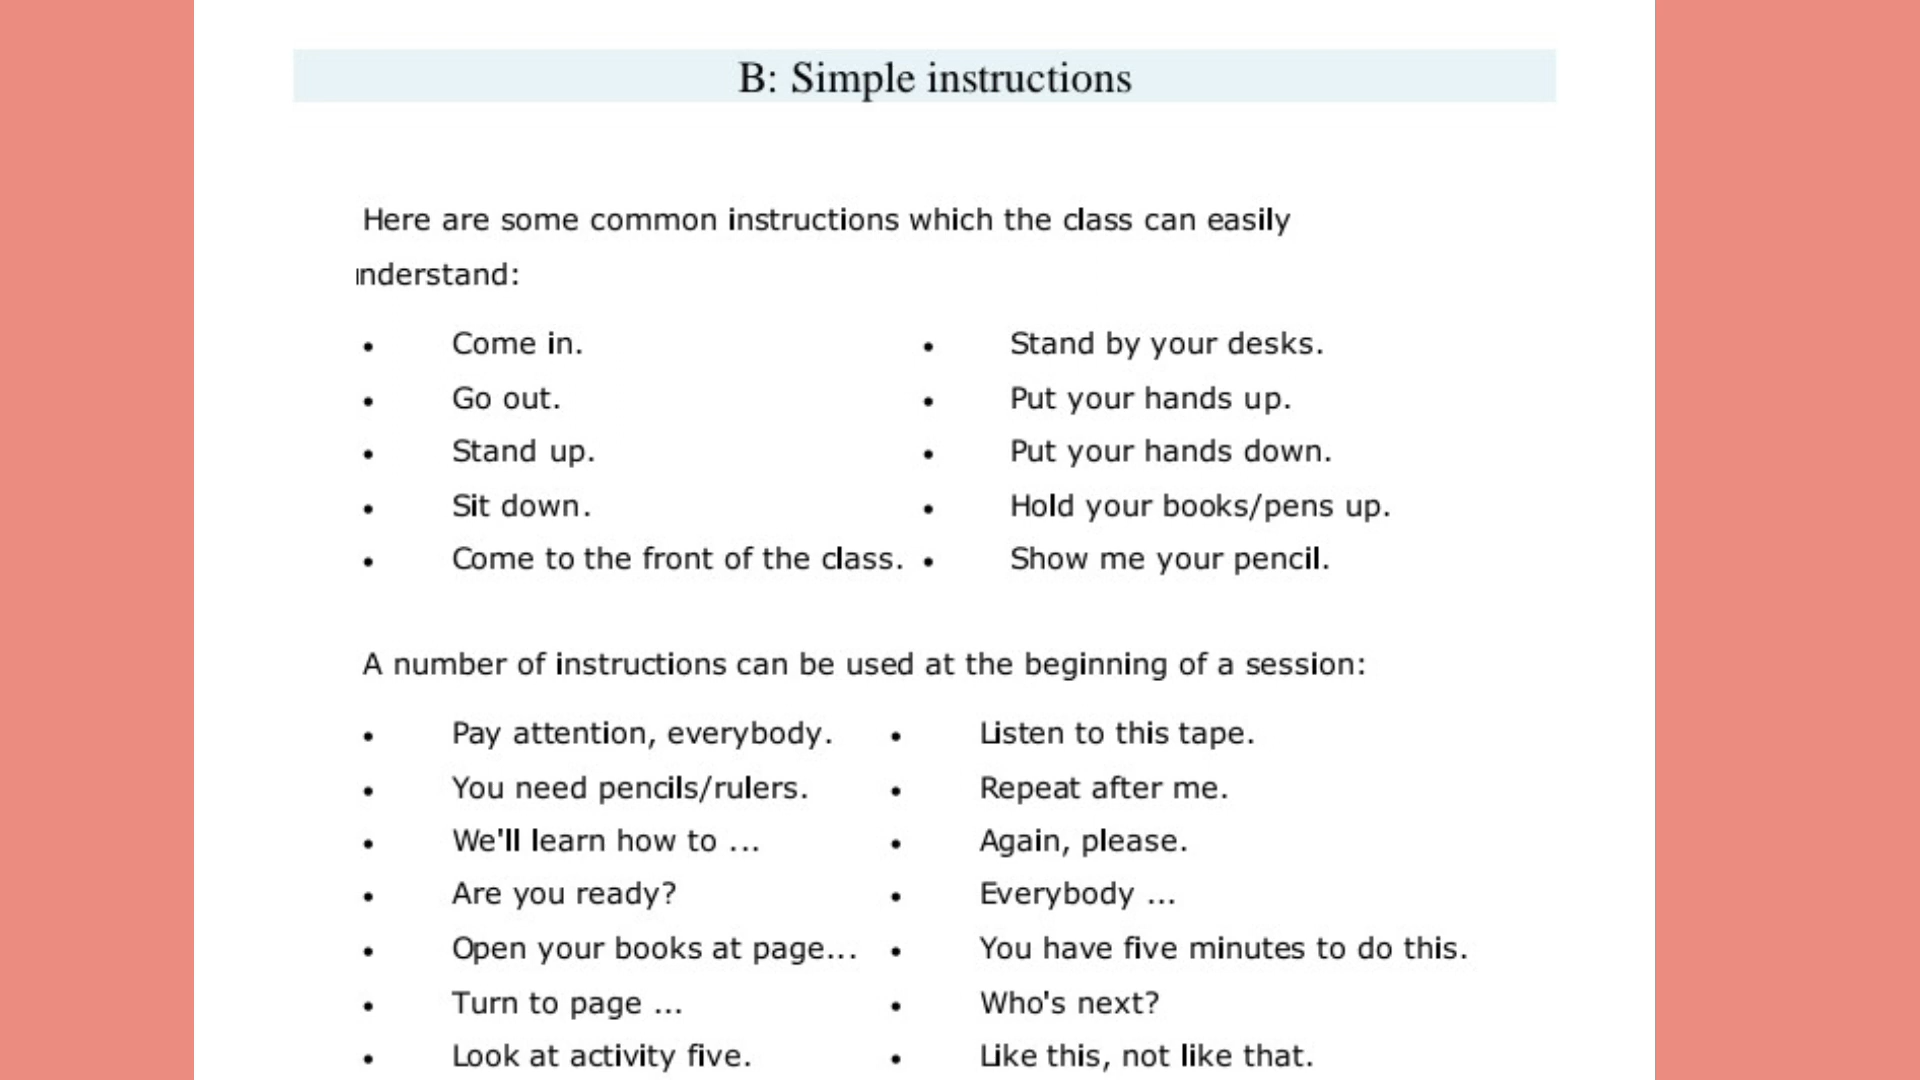 B: Simple instructions
Here are some common instructions which the class can easily
understand:
• Come in.
• Go out.
• Stand up.
• Sit down.
• Come to the front of the class.
• Stand by your desks.
• Put your hands up.
• Put your hands down.
• Hold your books/pens up.
• Show me your pencil.
A number of instructions can be used at the beginning of a session:
• Pay attention, everybody.
• You need pencils/rulers.
• We'll learn how to ...
• Are you ready?
• Open your books at page...
• Turn to page ...
• Look at activity five.
• Listen to this tape.
• Repeat after me.
• Again, please.
• Everybody ...
• You have five minutes to do this.
• Who's next?
• Like this, not like that.